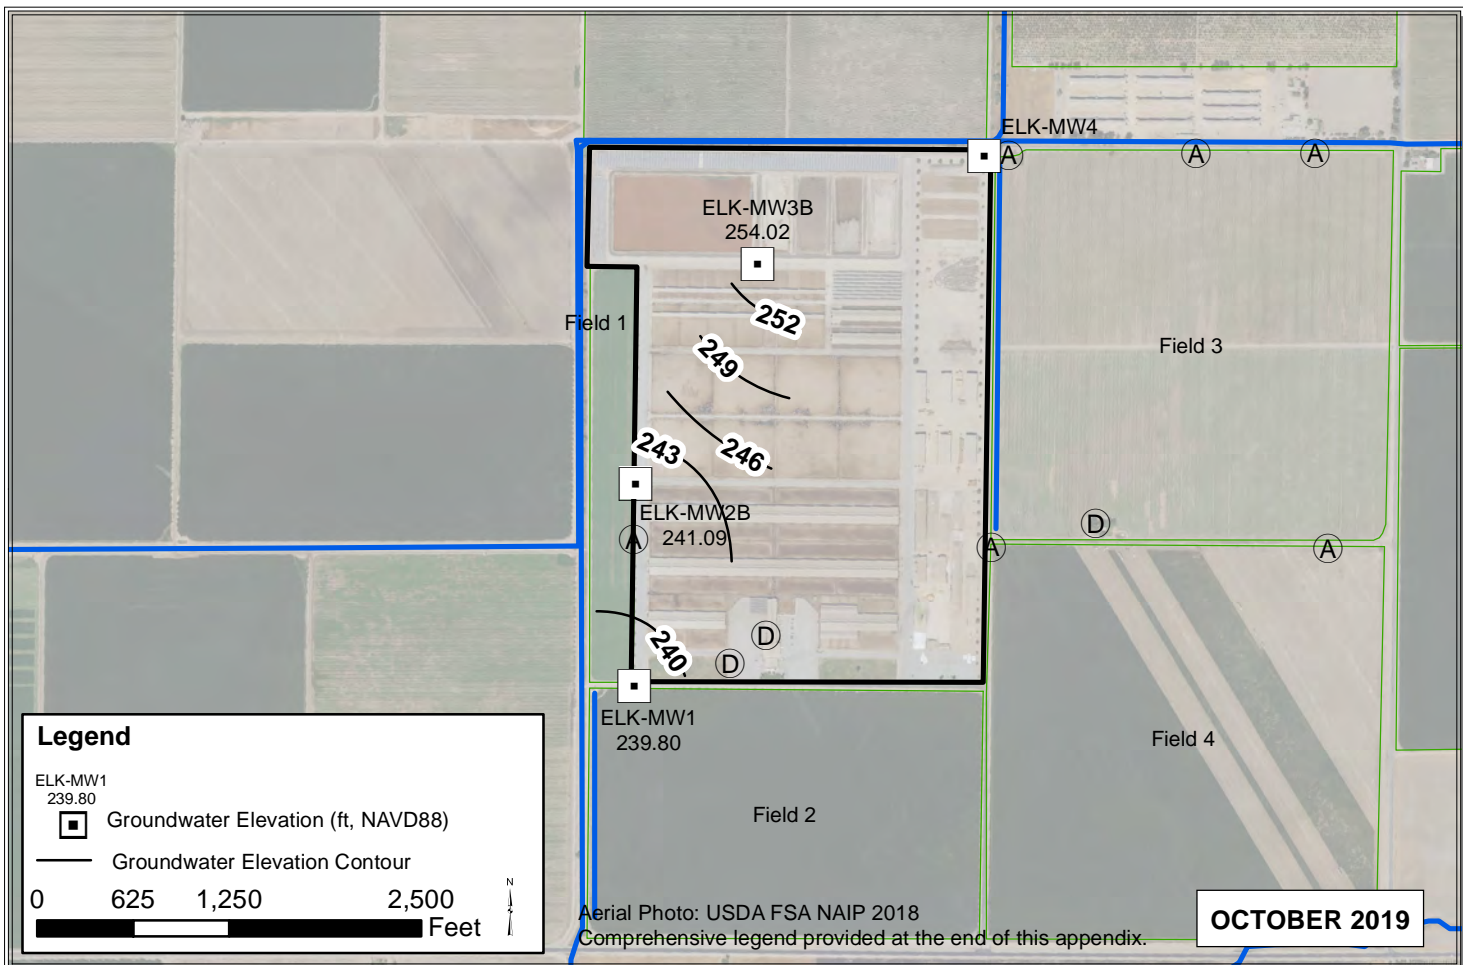 ELK-MW4
A
A
A
ELK-MW3B
254.02
252
Field 1
249
Field 3
243
246
ELK-MW2B
241.09
A
A
D
A
240
D
D
ELK-MW1
239.80
Field 4
Field 2
Legend
ELK-MW1
239.80
Groundwater Elevation (ft, NAVD88)
Groundwater Elevation Contour
0 625 1,250 2,500
Feet
N
Aerial Photo: USDA FSA NAIP 2018
Comprehensive legend provided at the end of this appendix.
OCTOBER 2019